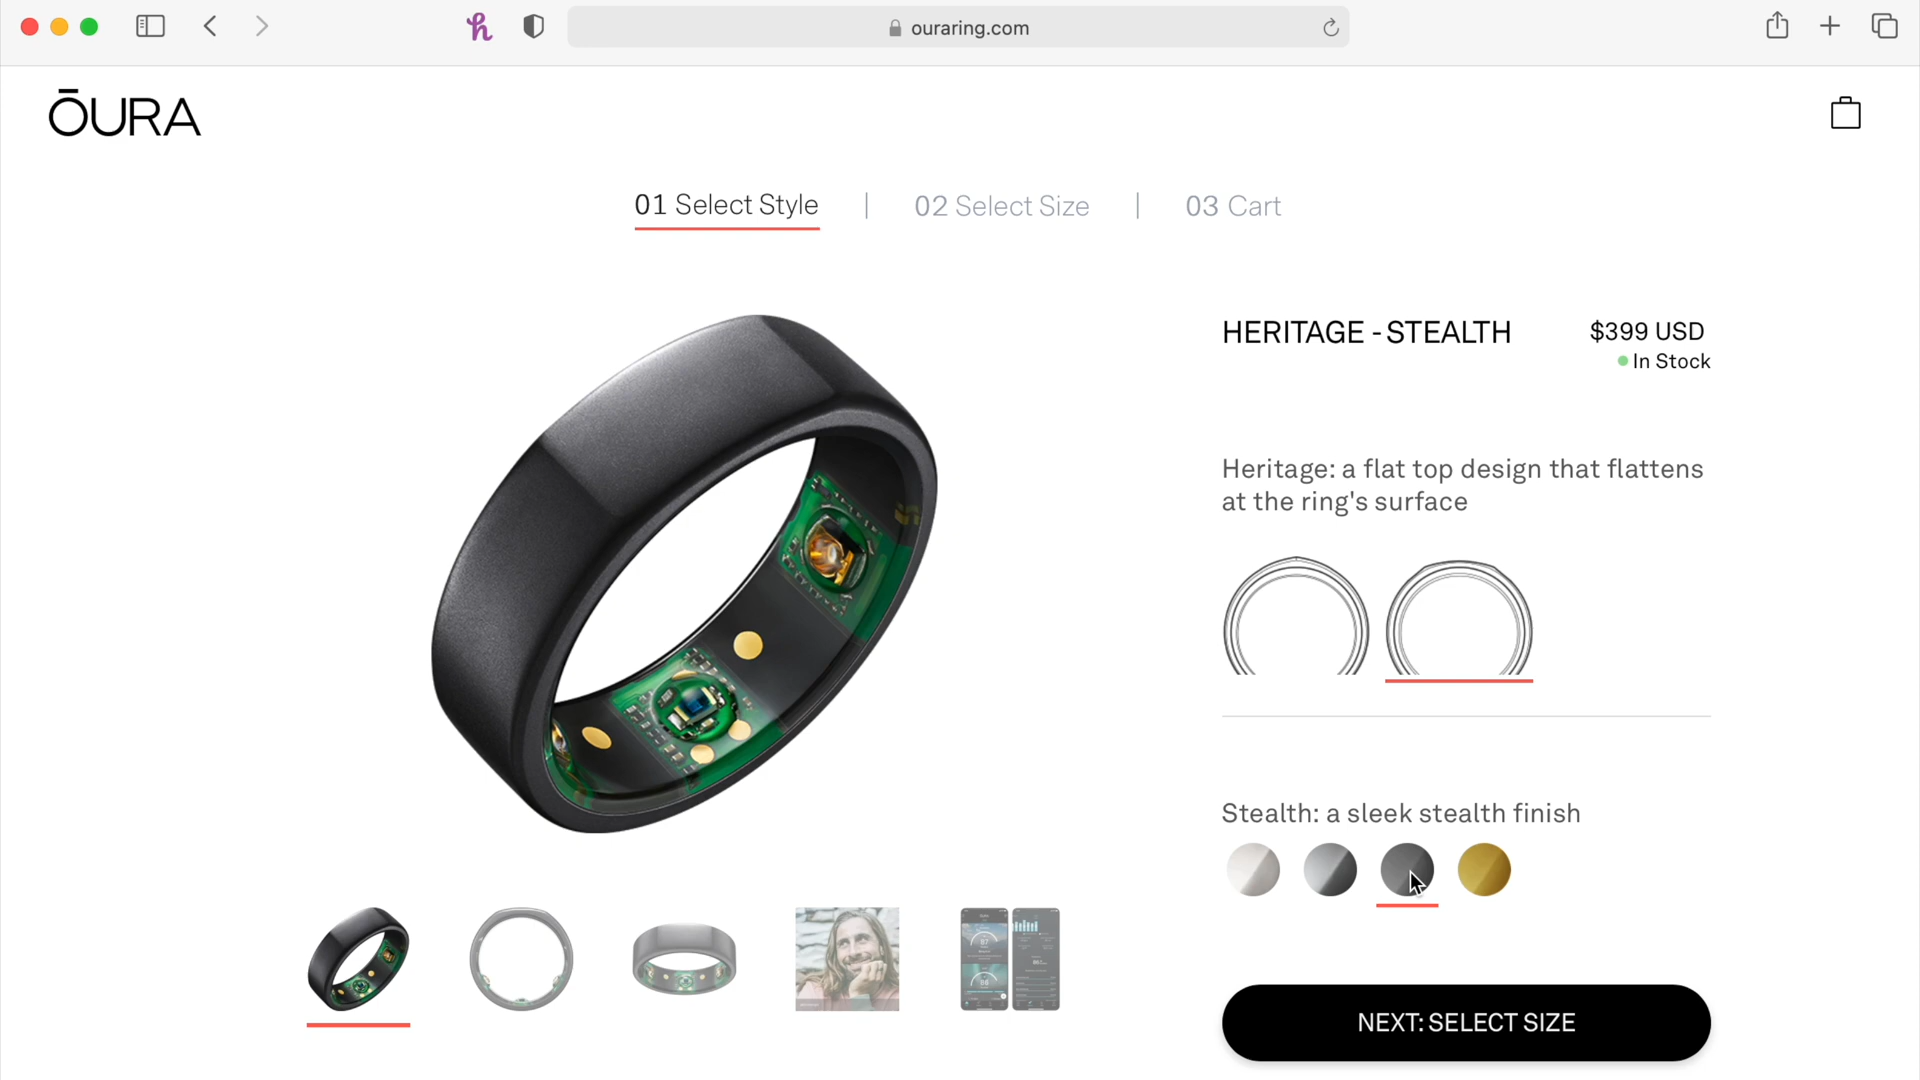 ouraring.com
ŌURA
01 Select Style | 02 Select Size | 03 Cart
HERITAGE - STEALTH
$399 USD
In Stock
Heritage: a flat top design that flattens
at the ring's surface
Stealth: a sleek stealth finish
NEXT: SELECT SIZE